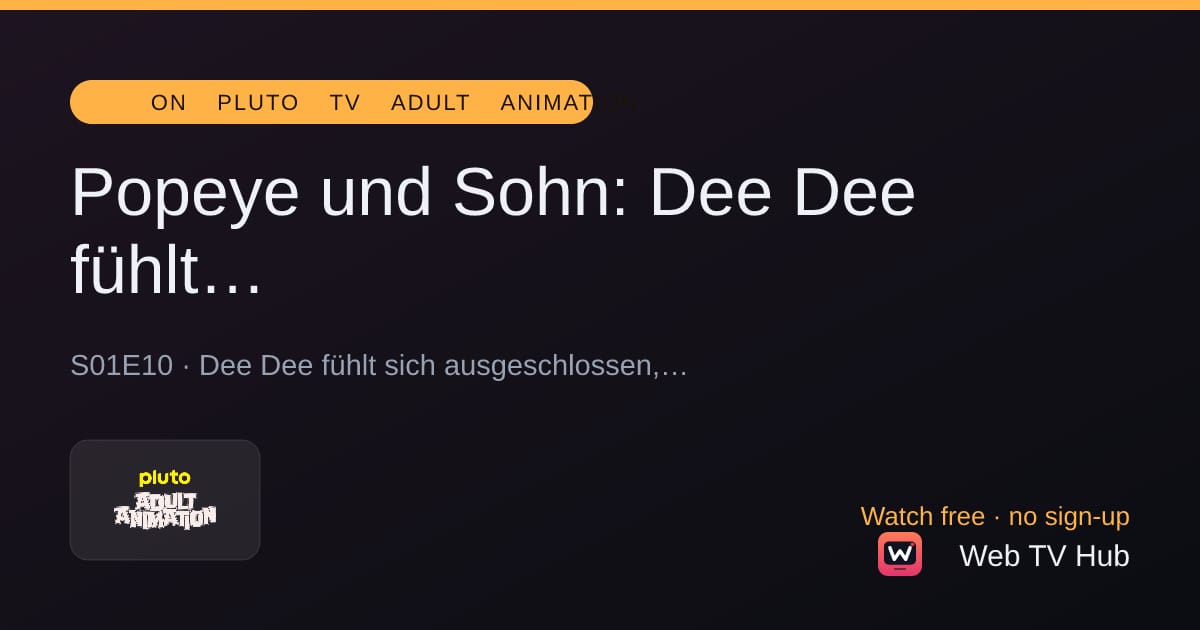 ON PLUTO TV ADULT ANIMATION
Popeye und Sohn: Dee Dee
fühlt…
S01E10 · Dee Dee fühlt sich ausgeschlossen,…
pluto
ADULT
ANIMATION
Watch free · no sign-up
W
Web TV Hub